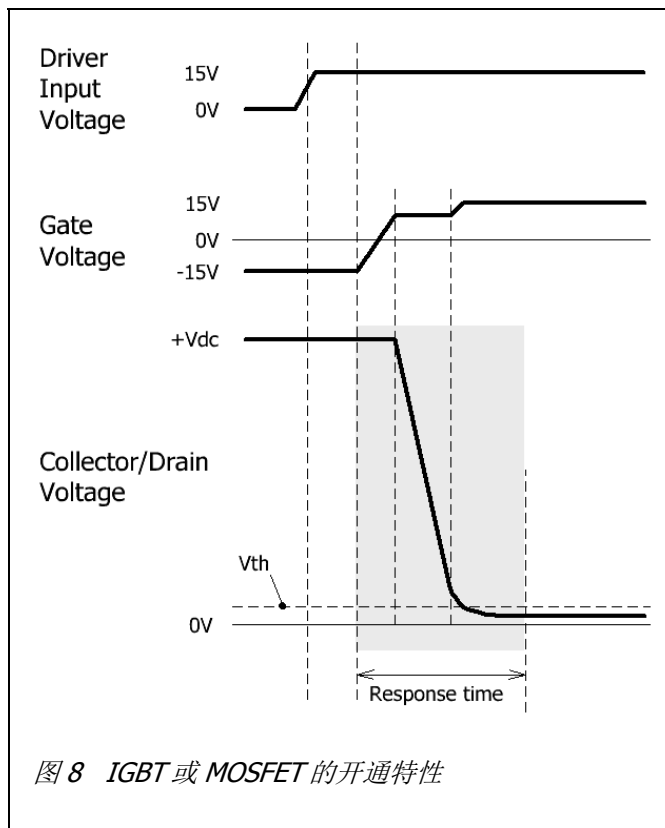 Driver
Input
Voltage
15V
0V
Gate
Voltage
15V
0V
-15V
+Vdc
Collector/Drain
Voltage
Vth
0V
Response time
图 8 IGBT 或 MOSFET 的开通特性